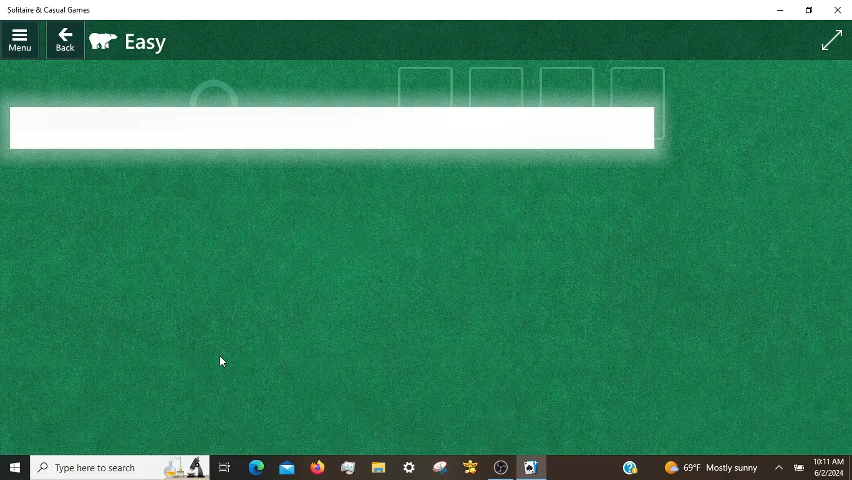 Solitaire & Casual Games
Menu
Back
Easy
Type here to search
69°F Mostly sunny
10:11 AM
6/2/2024